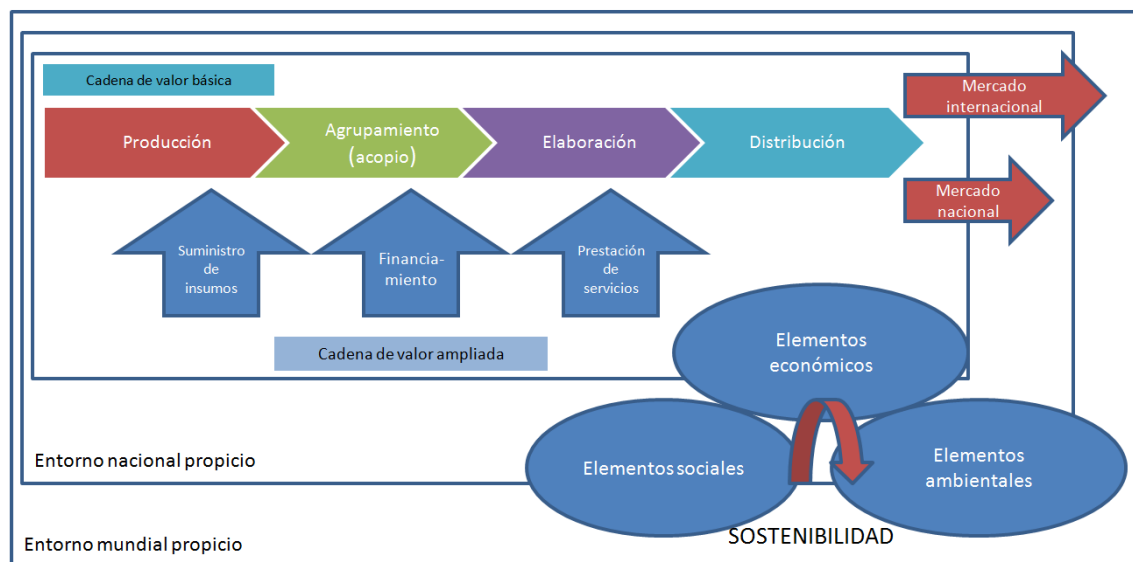 Cadena de valor básica
Producción
Agrupamiento
(acopio)
Elaboración
Distribución
Mercado
internacional
Mercado
nacional
Suministro
de
insumos
Financia-
miento
Prestación
de
servicios
Cadena de valor ampliada
Elementos
económicos
Elementos sociales
Elementos
ambientales
Entorno nacional propicio
SOSTENIBILIDAD
Entorno mundial propicio